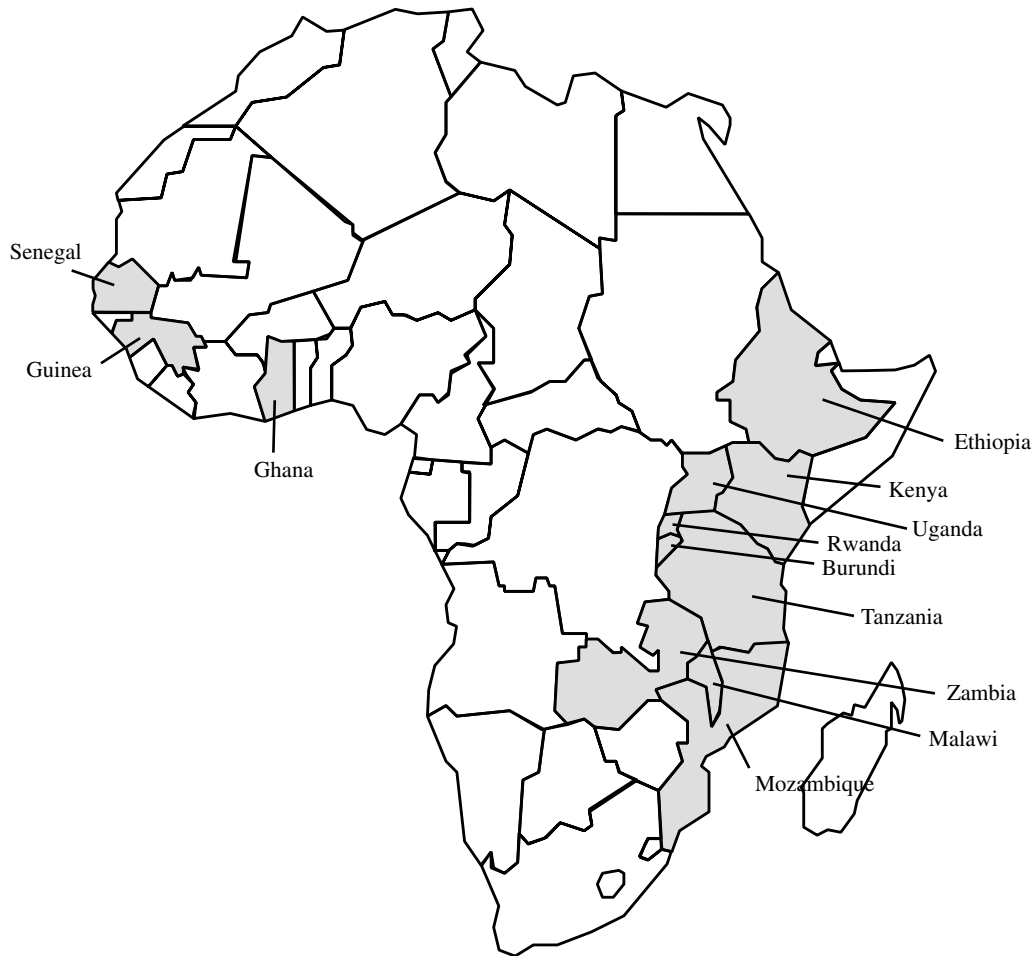 Senegal
Guinea
Ghana
Ethiopia
Kenya
Uganda
Rwanda
Burundi
Tanzania
Zambia
Malawi
Mozambique